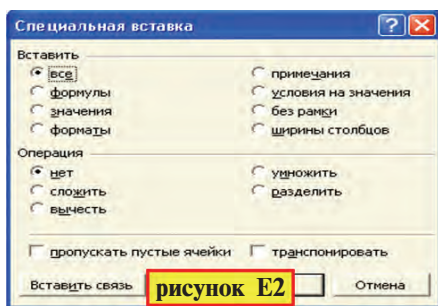 Специальная вставка
Вставить
все
примечания
формулы
условия на значения
значения
без рамки
форматы
ширины столбцов
Операция
нет
умножить
сложить
разделить
вычесть
пропускать пустые ячейки
транспонировать
Вставить связь
рисунок E2
Отмена